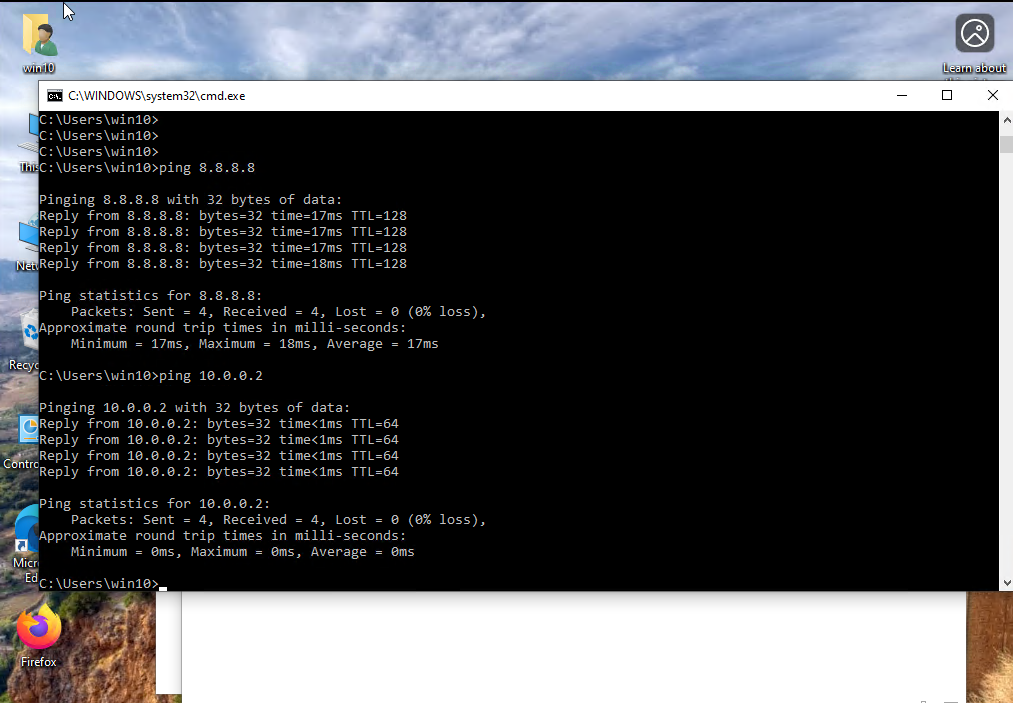 win10
Learn about
C:\WINDOWS\system32\cmd.exe
C:\Users\win10>
C:\Users\win10>
C:\Users\win10>
This
C:\Users\win10>ping 8.8.8.8
Pinging 8.8.8.8 with 32 bytes of data:
Reply from 8.8.8.8: bytes=32 time=17ms TTL=128
Reply from 8.8.8.8: bytes=32 time=17ms TTL=128
Reply from 8.8.8.8: bytes=32 time=17ms TTL=128
Reply from 8.8.8.8: bytes=32 time=18ms TTL=128
Netw
Ping statistics for 8.8.8.8:
Packets: Sent = 4, Received = 4, Lost = 0 (0% loss),
Approximate round trip times in milli-seconds:
Minimum = 17ms, Maximum = 18ms, Average = 17ms
Recyc
C:\Users\win10>ping 10.0.0.2
Pinging 10.0.0.2 with 32 bytes of data:
Reply from 10.0.0.2: bytes=32 time<1ms TTL=64
Reply from 10.0.0.2: bytes=32 time<1ms TTL=64
Reply from 10.0.0.2: bytes=32 time<1ms TTL=64
Reply from 10.0.0.2: bytes=32 time<1ms TTL=64
Contro
Ping statistics for 10.0.0.2:
Packets: Sent = 4, Received = 4, Lost = 0 (0% loss),
Approximate round trip times in milli-seconds:
Minimum = 0ms, Maximum = 0ms, Average = 0ms
Micr
Ed
C:\Users\win10>
Firefox